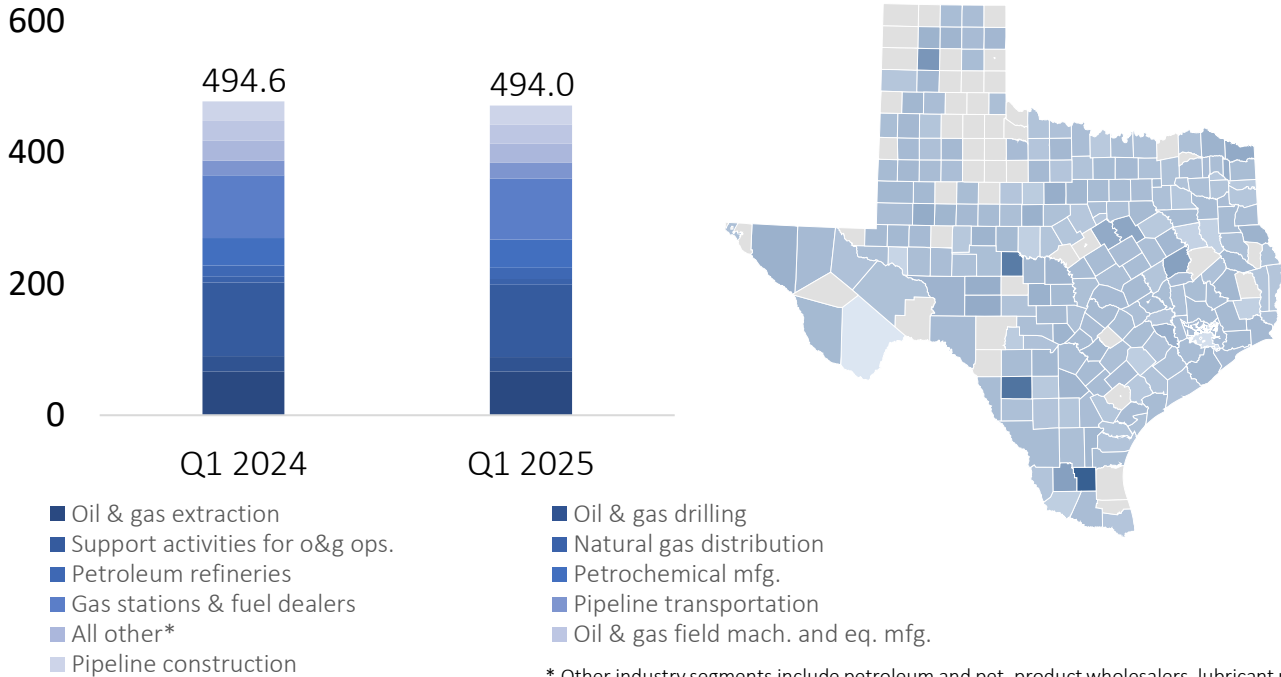 600
494.6
494.0
400
200
0
Q1 2024
Q1 2025
Oil & gas extraction
Oil & gas drilling
Support activities for o&g ops.
Natural gas distribution
Petroleum refineries
Petrochemical mfg.
Gas stations & fuel dealers
Pipeline transportation
All other*
Oil & gas field mach. and eq. mfg.
Pipeline construction
* Other industry segments include petroleum and pet. product wholesalers, lubricant